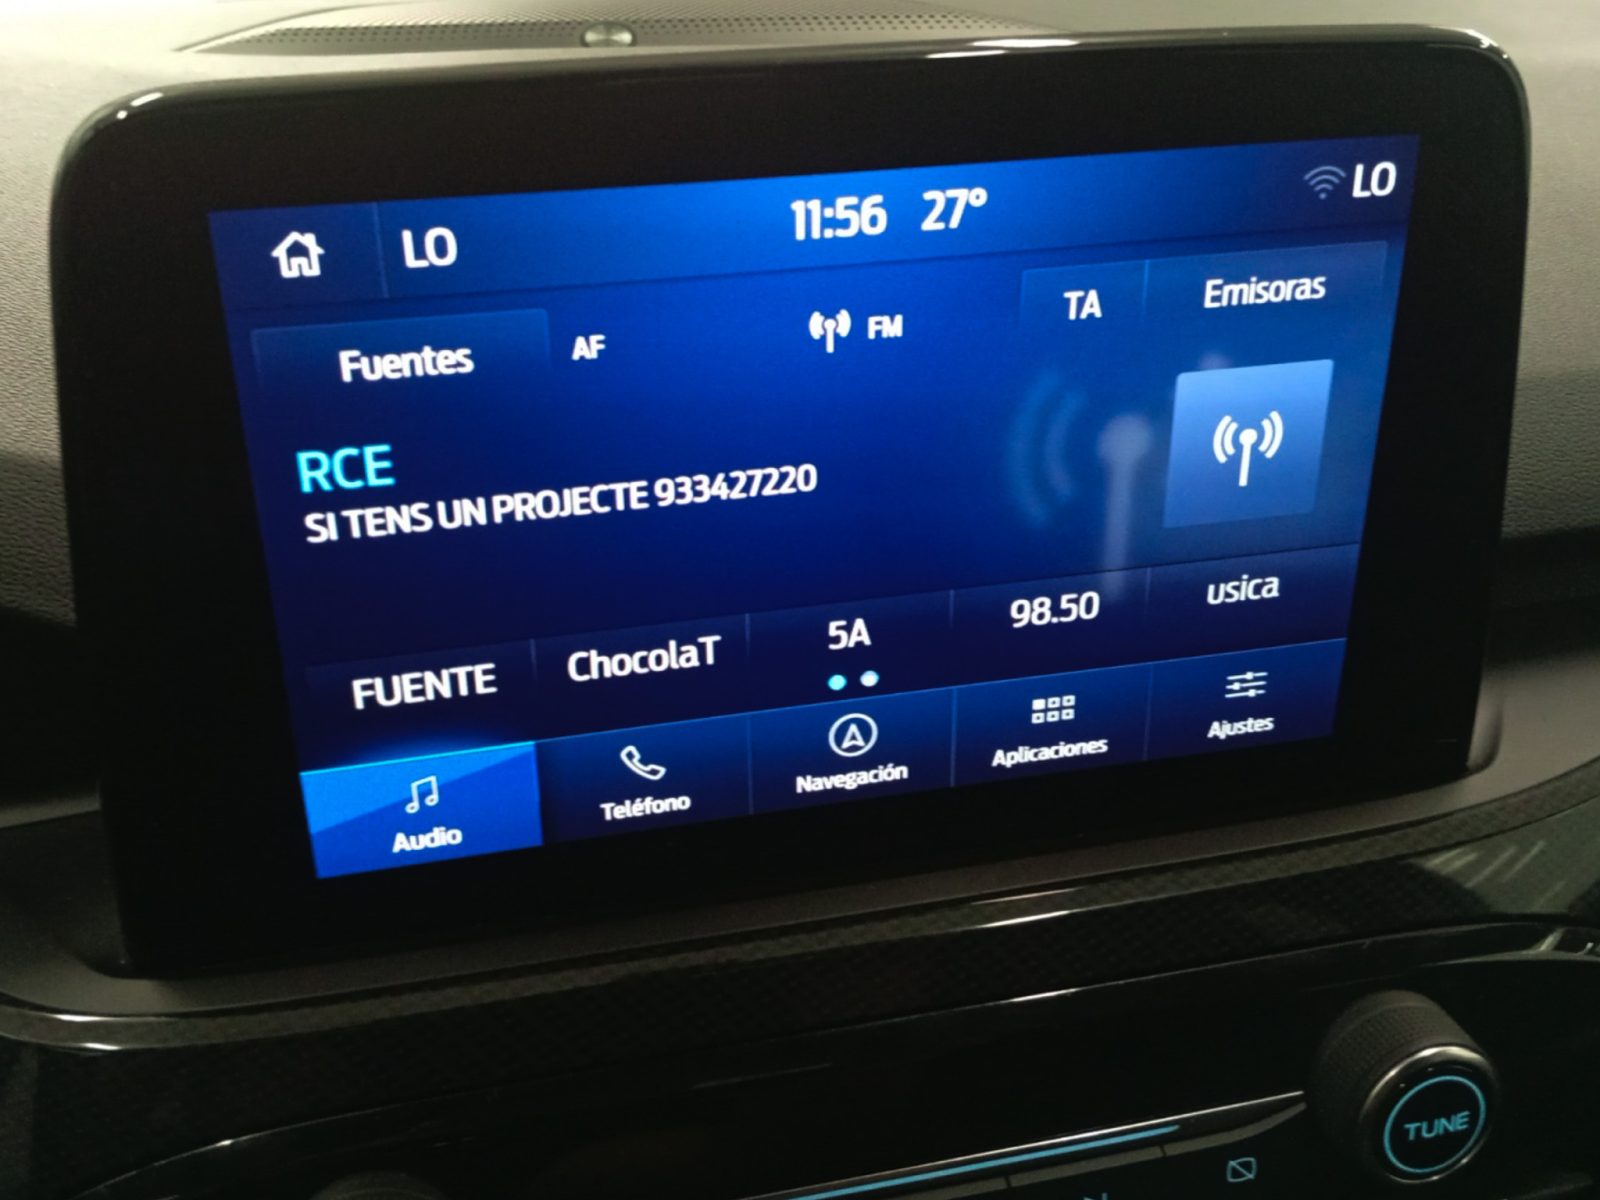 LO 11:56 27° LO
Fuentes AF FM TA Emisoras
RCE
SI TENS UN PROJECTE 933427220
FUENTE ChocolaT 5A 98.50 usica
Audio Teléfono Navegación Aplicaciones Ajustes
TUNE